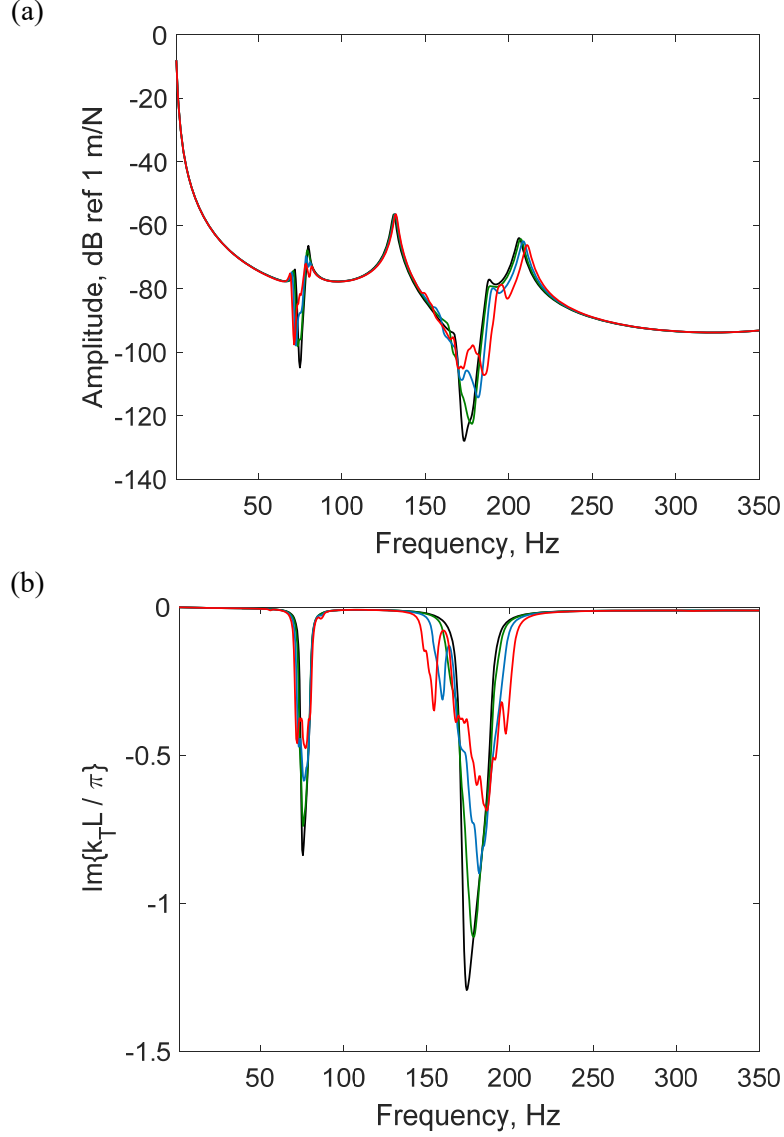 (a)
0
-20
-40
-60
-80
-100
-120
-140
Amplitude, dB ref 1 m/N
50 100 150 200 250 300 350
Frequency, Hz
(b)
0
-0.5
-1
-1.5
Im{k_TL / π}
50 100 150 200 250 300 350
Frequency, Hz